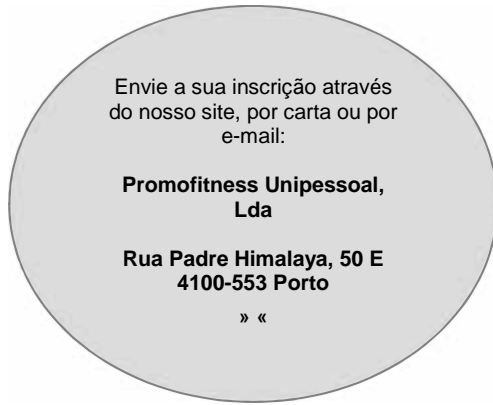 Envie a sua inscrição através
do nosso site, por carta ou por
e-mail:
Promofitness Unipessoal,
Lda
Rua Padre Himalaya, 50 E
4100-553 Porto
» «